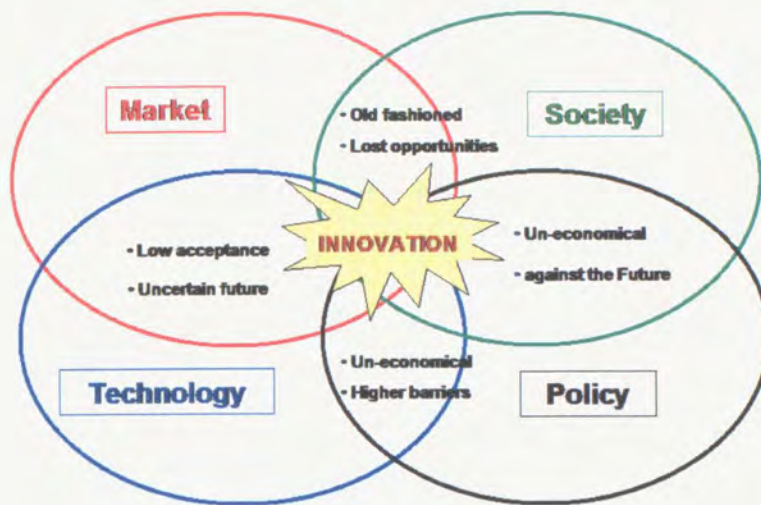 Market
Society
- Old fashioned
- Lost opportunities
INNOVATION
- Low acceptance
- Uncertain future
- Un-economical
- against the Future
- Un-economical
- Higher barriers
Technology
Policy